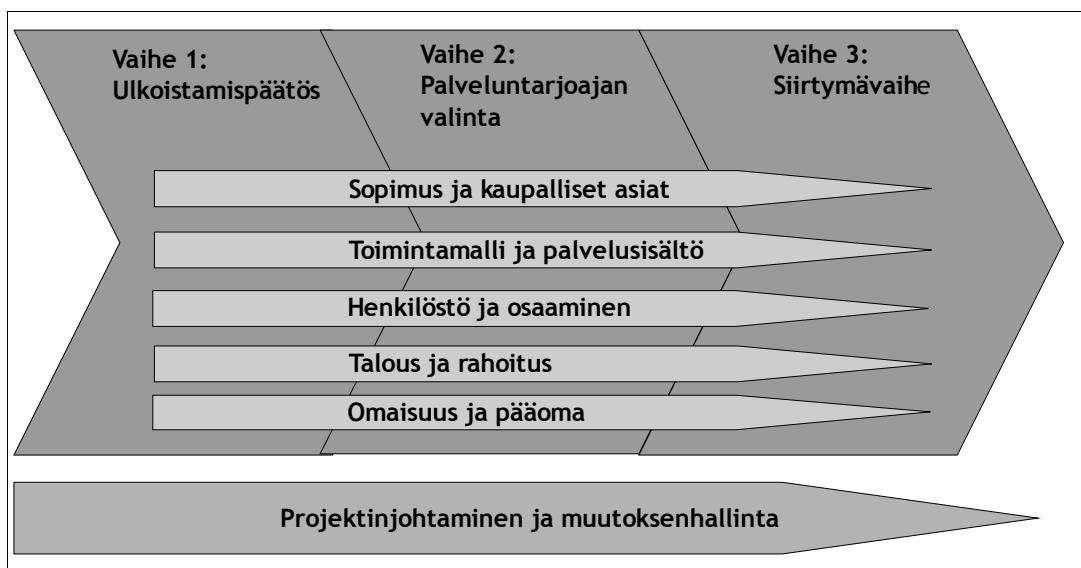 Vaihe 1:
Ulkoistamispäätös
Vaihe 2:
Palveluntarjoajan
valinta
Vaihe 3:
Siirtymävaihe
Sopimus ja kaupalliset asiat
Toimintamalli ja palvelusisältö
Henkilöstö ja osaaminen
Talous ja rahoitus
Omaisuus ja pääoma
Projektinjohtaminen ja muutoksenhallinta